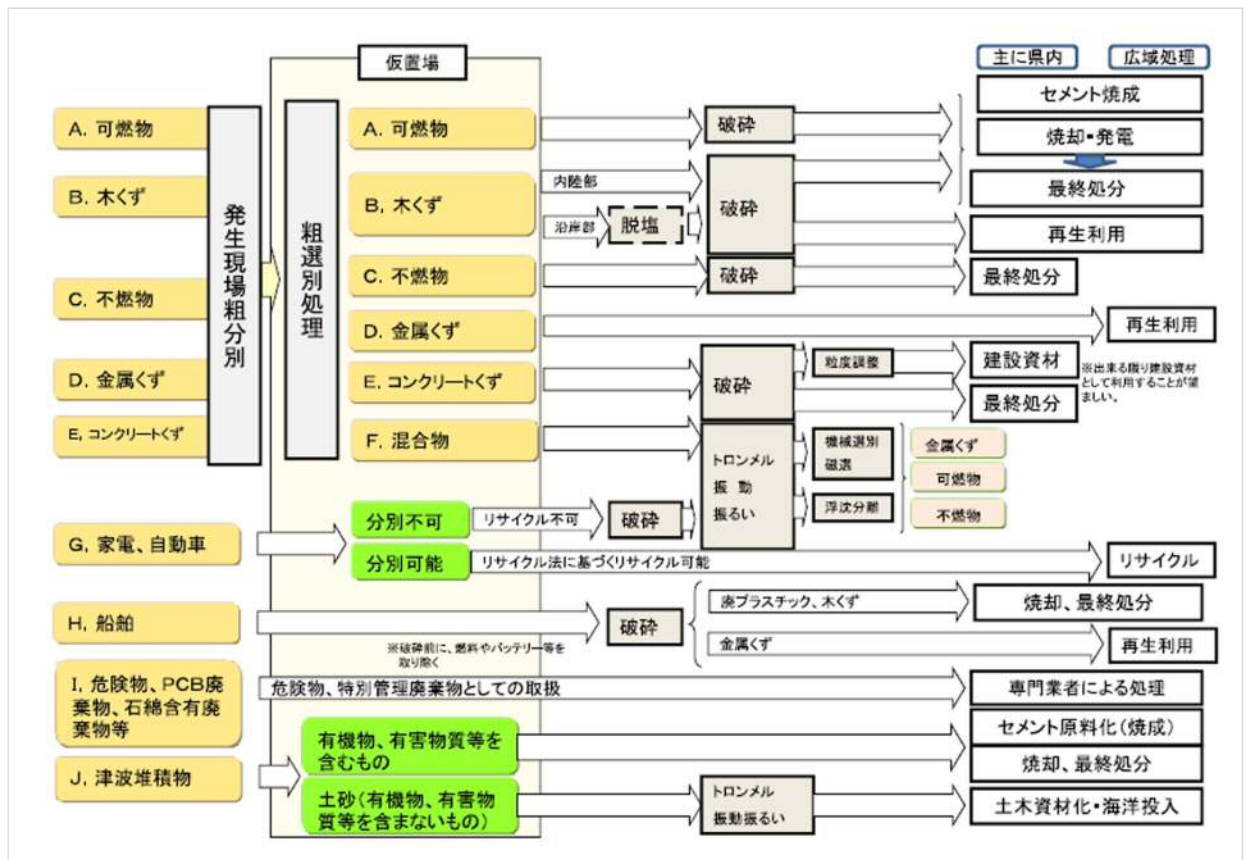 仮置場
主に県内
広域処理
A. 可燃物
B. 木くず
C. 不燃物
D. 金属くず
E, コンクリートくず
発生現場粗分別
粗選別処理
A. 可燃物
B, 木くず
C. 不燃物
D. 金属くず
E, コンクリートくず
F. 混合物
内陸部
沿岸部
脱塩
破砕
破砕
破砕
破砕
粒度調整
トロンメル
振 動
振るい
機械選別
磁選
浮沈分離
金属くず
可燃物
不燃物
セメント焼成
焼却・発電
最終処分
再生利用
最終処分
再生利用
建設資材
※出来る限り建設資材
として利用することが望
ましい。
最終処分
G, 家電、自動車
分別不可
リサイクル不可
破砕
分別可能
リサイクル法に基づくリサイクル可能
リサイクル
H, 船舶
※破砕前に、燃料やバッテリー等を
取り除く
破砕
廃プラスチック、木くず
焼却、最終処分
金属くず
再生利用
I, 危険物、PCB廃
棄物、石綿含有廃
棄物等
危険物、特別管理廃棄物としての取扱
専門業者による処理
J, 津波堆積物
有機物、有害物質等を
含むもの
セメント原料化(焼成)
焼却、最終処分
土砂(有機物、有害物
質等を含まないもの)
トロンメル
振動振るい
土木資材化・海洋投入